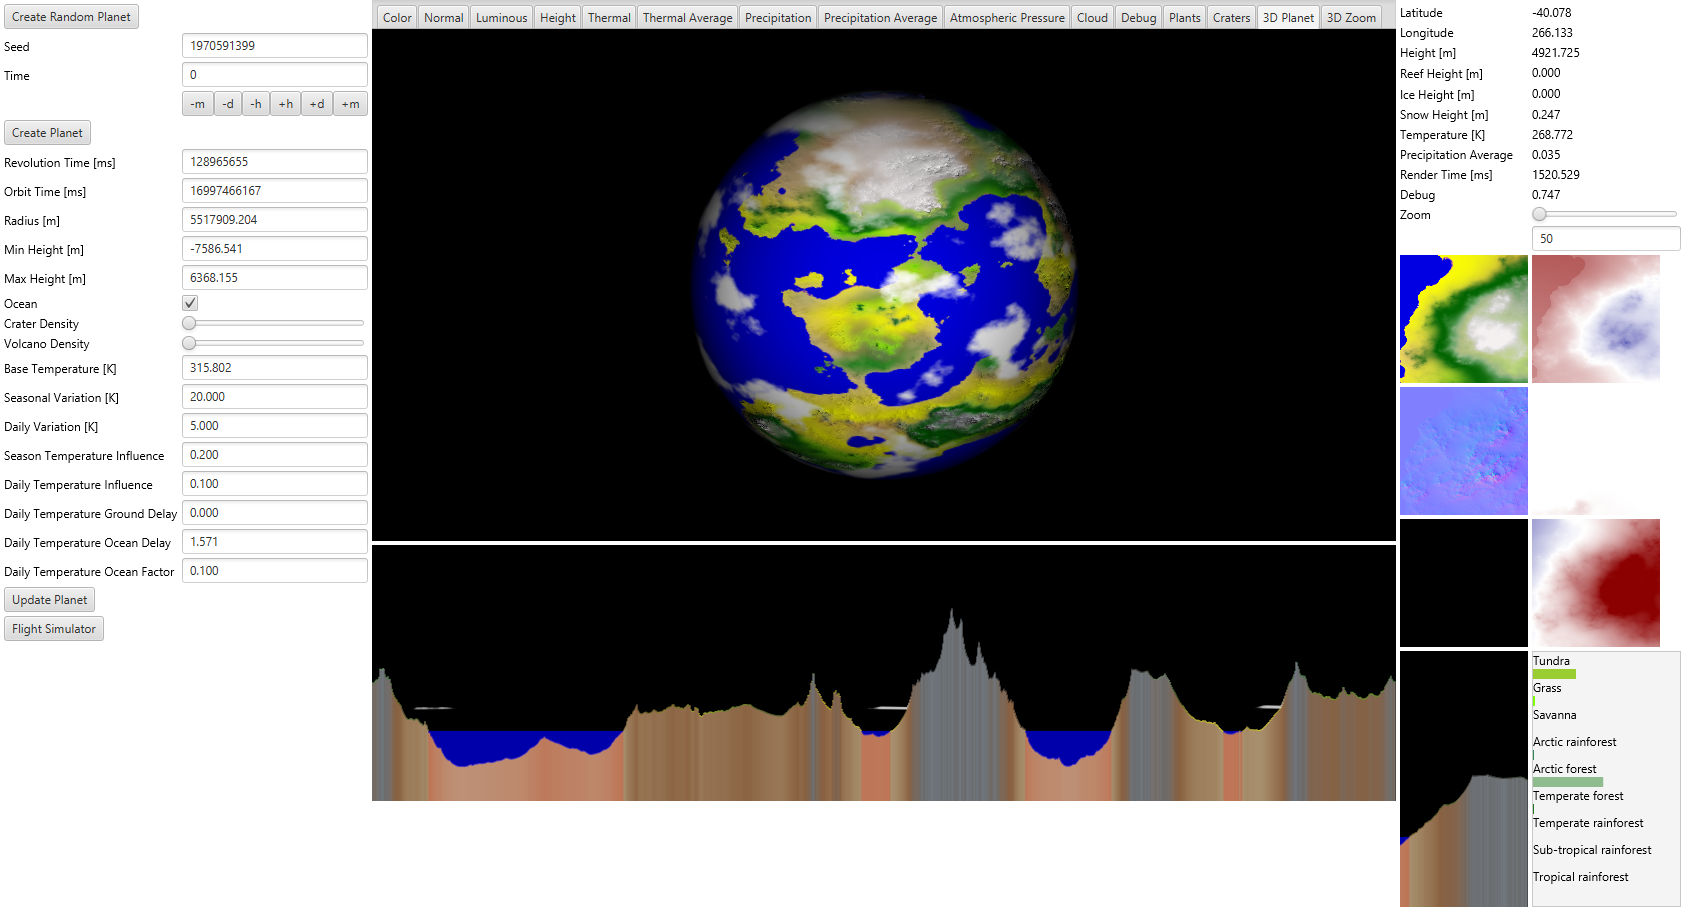 Create Random Planet
Seed 1970591399
Time 0
-m -d -h +h +d +m
Create Planet
Revolution Time [ms] 128965655
Orbit Time [ms] 16997466167
Radius [m] 5517909.204
Min Height [m] -7586.541
Max Height [m] 6368.155
Ocean
Crater Density
Volcano Density
Base Temperature [K] 315.802
Seasonal Variation [K] 20.000
Daily Variation [K] 5.000
Season Temperature Influence 0.200
Daily Temperature Influence 0.100
Daily Temperature Ground Delay 0.000
Daily Temperature Ocean Delay 1.571
Daily Temperature Ocean Factor 0.100
Update Planet
Flight Simulator
Color Normal Luminous Height Thermal Thermal Average Precipitation Precipitation Average Atmospheric Pressure Cloud Debug Plants Craters 3D Planet 3D Zoom
Latitude -40.078
Longitude 266.133
Height [m] 4921.725
Reef Height [m] 0.000
Ice Height [m] 0.000
Snow Height [m] 0.247
Temperature [K] 268.772
Precipitation Average 0.035
Render Time [ms] 1520.529
Debug 0.747
Zoom
50
Tundra
Grass
Savanna
Arctic rainforest
Arctic forest
Temperate forest
Temperate rainforest
Sub-tropical rainforest
Tropical rainforest